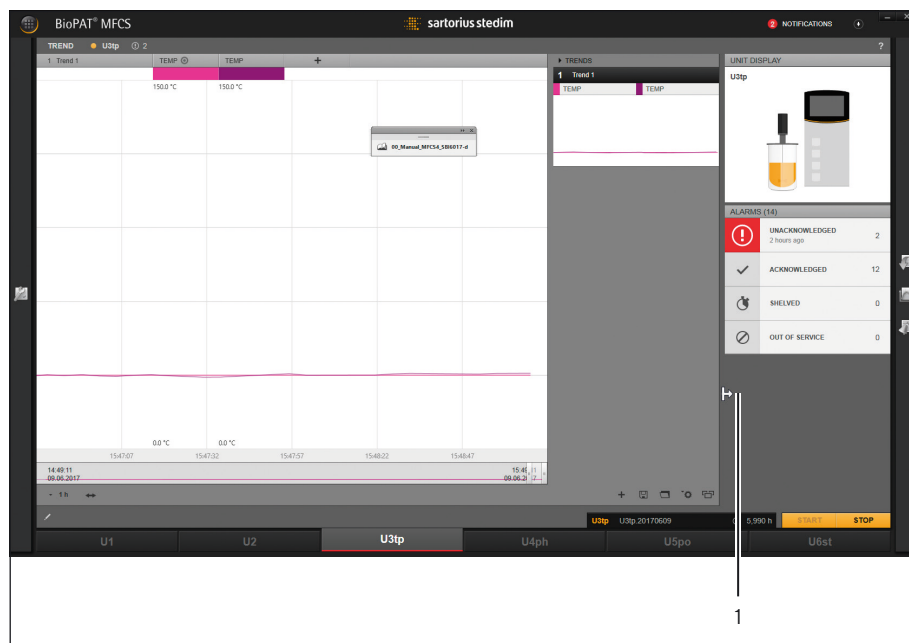 BioPAT® MFCS
sartorius stedim
2 NOTIFICATIONS
TREND U3tp 2
?
1 Trend 1 TEMP TEMP +
150.0 °C 150.0 °C
00_Manual_MFCS4_SBI6017-d
0.0 °C 0.0 °C
15:47:07 15:47:32 15:47:57 15:48:22 15:48:47
14:49:11
09.06.2017
1 h
TRENDS
1 Trend 1
TEMP TEMP
UNIT DISPLAY
U3tp
ALARMS (14)
UNACKNOWLEDGED 2
2 hours ago
ACKNOWLEDGED 12
SHELVED 0
OUT OF SERVICE 0
U3tp U3tp.20170609 5,990 h START STOP
U1 U2 U3tp U4ph U5po U6st
1